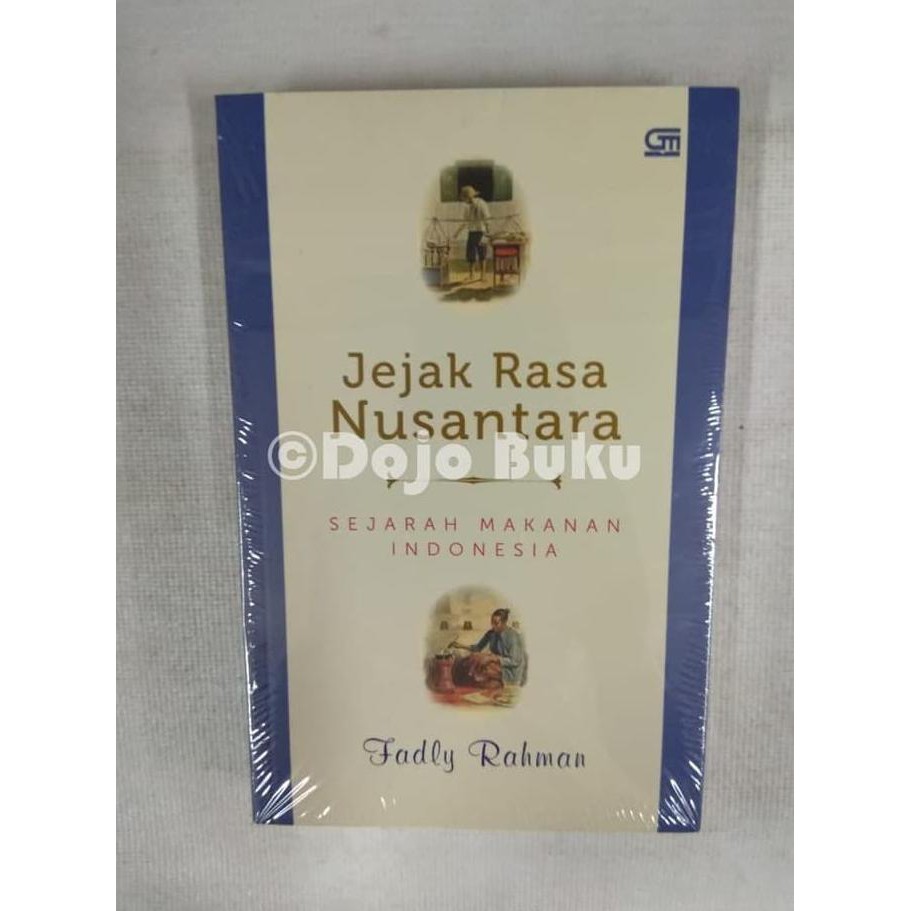 GM
Jejak Rasa
Nusantara
©Dojo Buku
SEJARAH MAKANAN
INDONESIA
Fadly Rahman